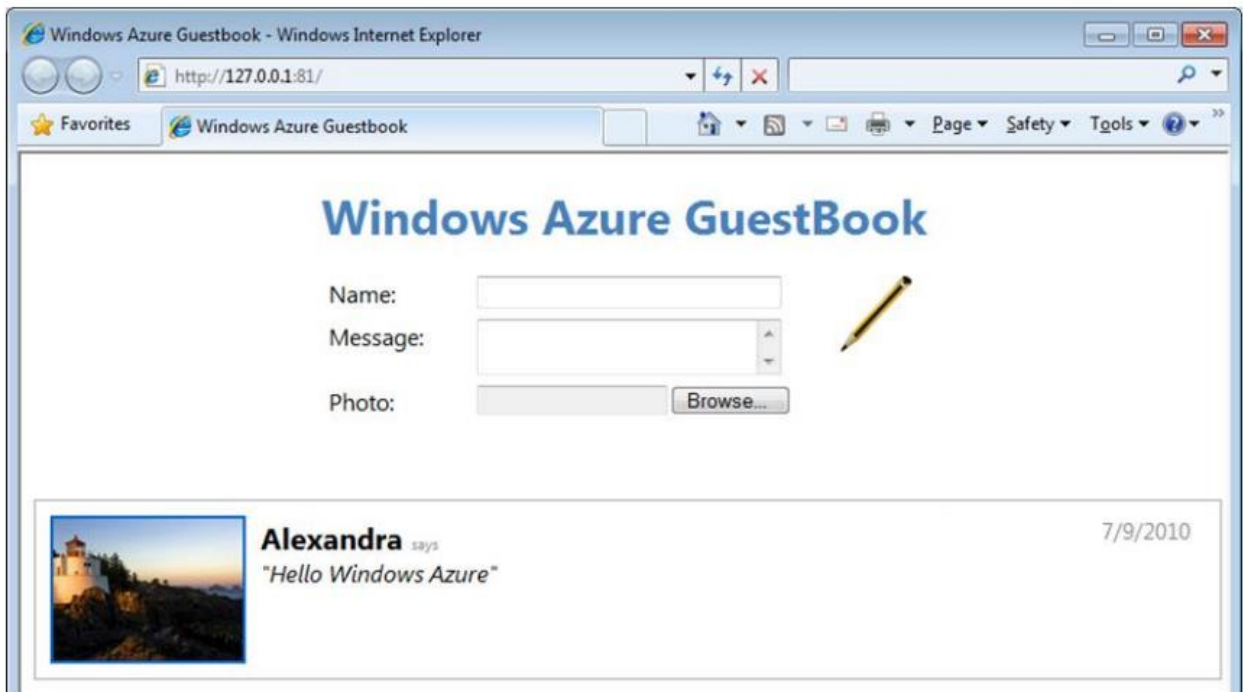 Windows Azure Guestbook - Windows Internet Explorer
http://127.0.0.1:81/
Favorites Windows Azure Guestbook Page Safety Tools
Windows Azure GuestBook
Name:
Message:
Photo: Browse...
Alexandra says 7/9/2010
"Hello Windows Azure"